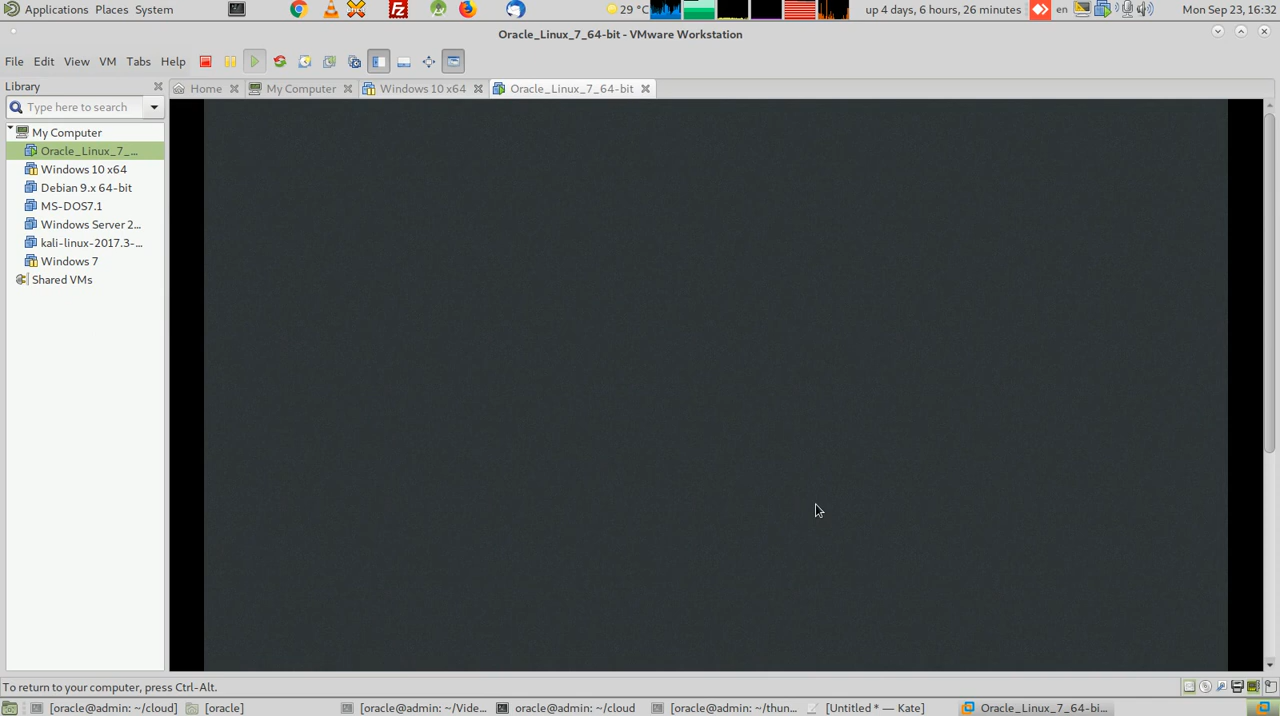 Applications Places System 29 °C up 4 days, 6 hours, 26 minutes en Mon Sep 23, 16:32
Oracle_Linux_7_64-bit - VMware Workstation
File Edit View VM Tabs Help
Library Home My Computer Windows 10 x64 Oracle_Linux_7_64-bit
Type here to search
My Computer
Oracle_Linux_7_...
Windows 10 x64
Debian 9.x 64-bit
MS-DOS7.1
Windows Server 2...
kali-linux-2017.3-...
Windows 7
Shared VMs
To return to your computer, press Ctrl-Alt.
[oracle@admin: ~/cloud] [oracle] [oracle@admin: ~/Vide... oracle@admin: ~/cloud [oracle@admin: ~/thun... [Untitled * — Kate] Oracle_Linux_7_64-bi...